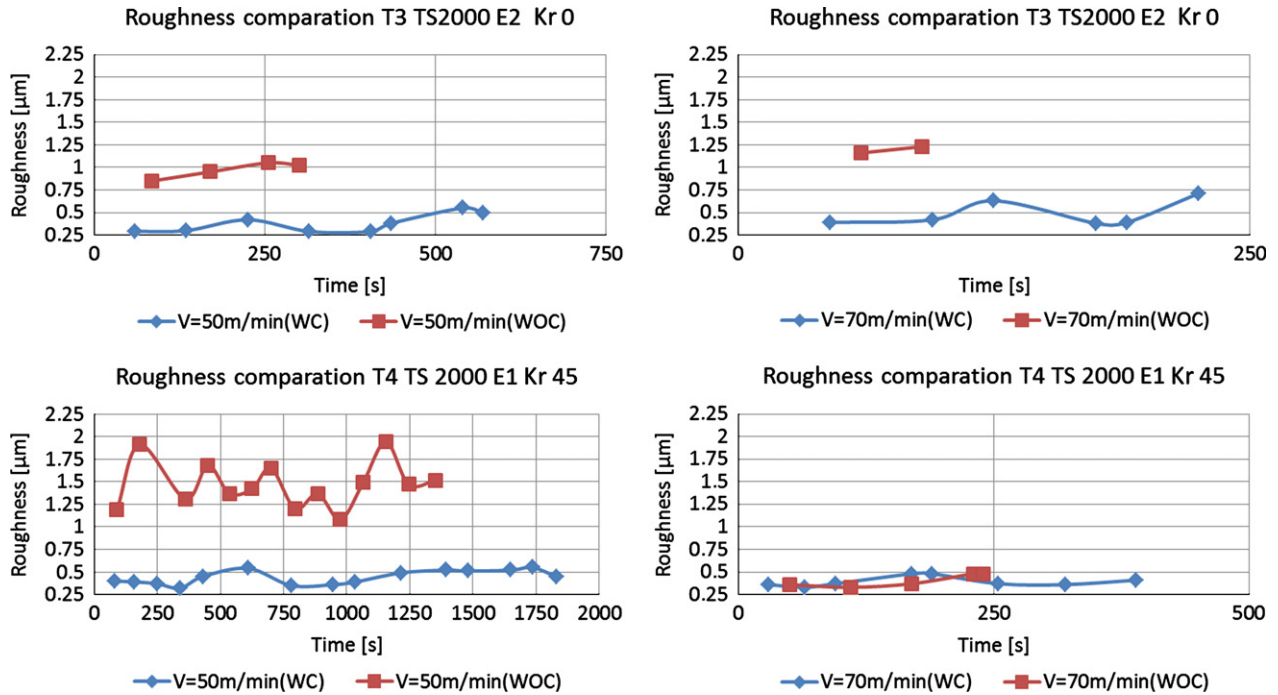 Roughness comparation T3 TS2000 E2 Kr 0
2.25
2
1.75
1.5
1.25
1
0.75
0.5
0.25
Roughness [µm]
0 250 500 750
Time [s]
V=50m/min(WC) V=50m/min(WOC)
Roughness comparation T3 TS2000 E2 Kr 0
2.25
2
1.75
1.5
1.25
1
0.75
0.5
0.25
Roughness [µm]
0 250
Time [s]
V=70m/min(WC) V=70m/min(WOC)
Roughness comparation T4 TS 2000 E1 Kr 45
2.25
2
1.75
1.5
1.25
1
0.75
0.5
0.25
Roughness [µm]
0 250 500 750 1000 1250 1500 1750 2000
Time [s]
V=50m/min(WC) V=50m/min(WOC)
Roughness comparation T4 TS 2000 E1 Kr 45
2.25
2
1.75
1.5
1.25
1
0.75
0.5
0.25
Roughness [µm]
0 250 500
Time [s]
V=70m/min(WC) V=70m/min(WOC)